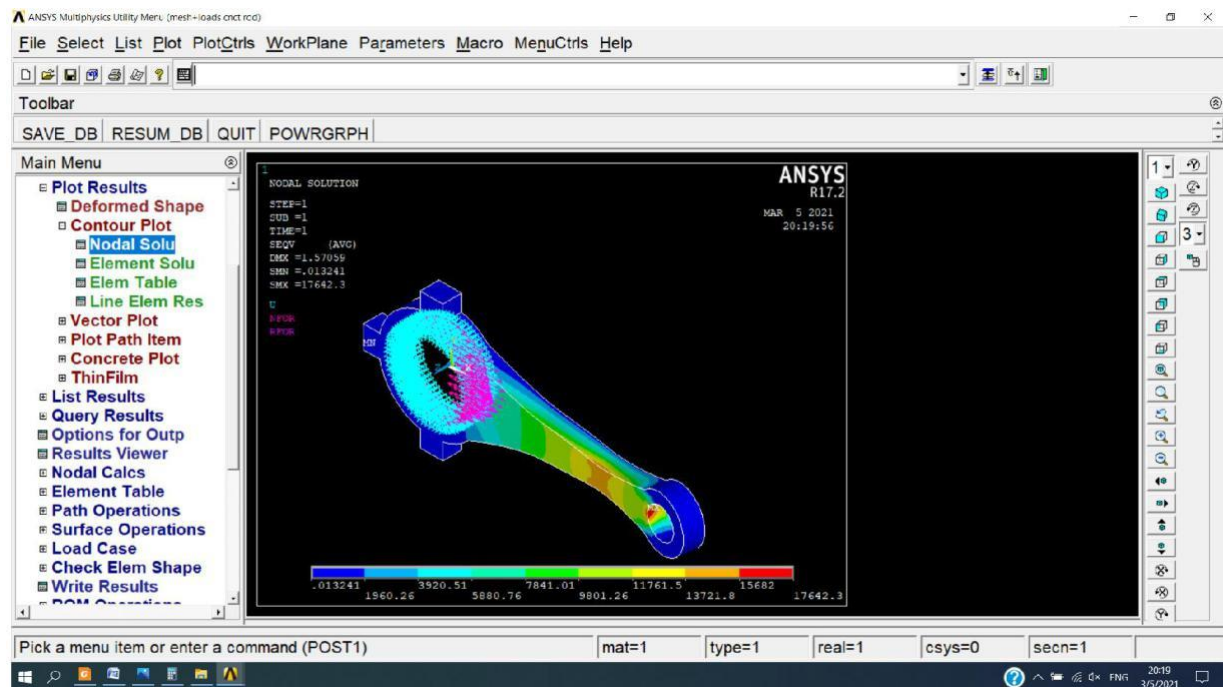 ANSYS Multiphysics Utility Menu (mesh+loads cnct rod)
File Select List Plot PlotCtrls WorkPlane Parameters Macro MenuCtrls Help
Toolbar
SAVE_DB RESUM_DB QUIT POWRGRPH
Main Menu
Plot Results
Deformed Shape
Contour Plot
Nodal Solu
Element Solu
Elem Table
Line Elem Res
Vector Plot
Plot Path Item
Concrete Plot
ThinFilm
List Results
Query Results
Options for Outp
Results Viewer
Nodal Calcs
Element Table
Path Operations
Surface Operations
Load Case
Check Elem Shape
Write Results
1
NODAL SOLUTION
STEP=1
SUB =1
TIME=1
SEQV (AVG)
DMX =1.57059
SMN =.013241
SMX =17642.3
U
NFOR
RFOR
ANSYS
R17.2
MAR 5 2021
20:19:56
MN
.013241 3920.51 7841.01 11761.5 15682
1960.26 5880.76 9801.26 13721.8 17642.3
1
3
Pick a menu item or enter a command (POST1) mat=1 type=1 real=1 csys=0 secn=1
ENG
20:19
3/5/2021